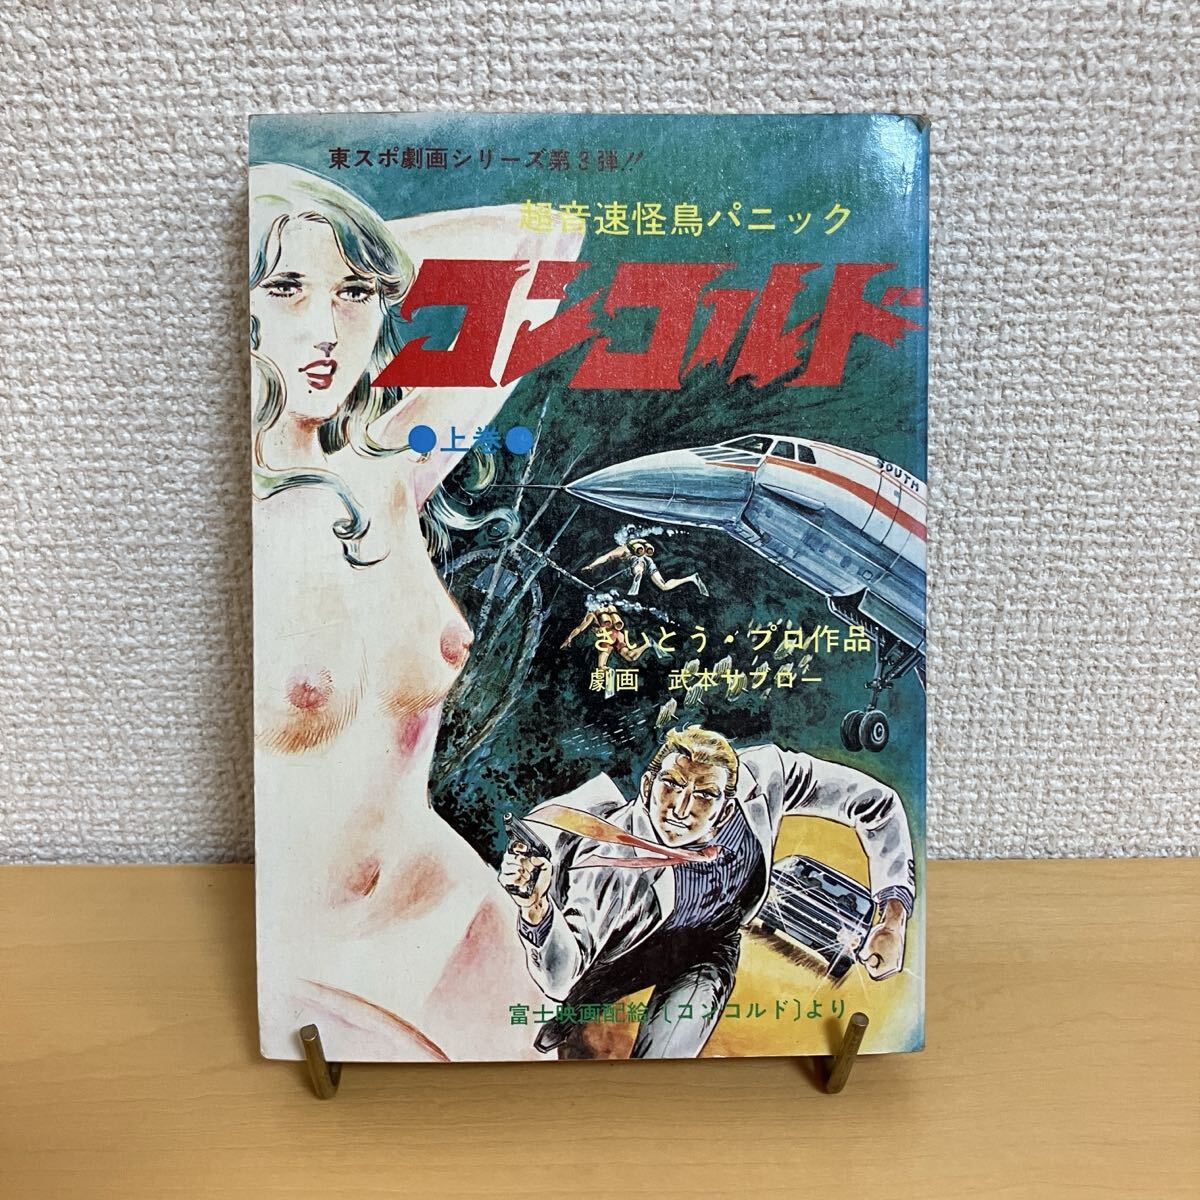 東スポ劇画シリーズ第3弾!!
超音速怪鳥パニック
コンコルド
●上巻●
SOUTH
さいとう・プロ作品
劇画 武本サブロー
富士映画配絵〔コンコルド〕より